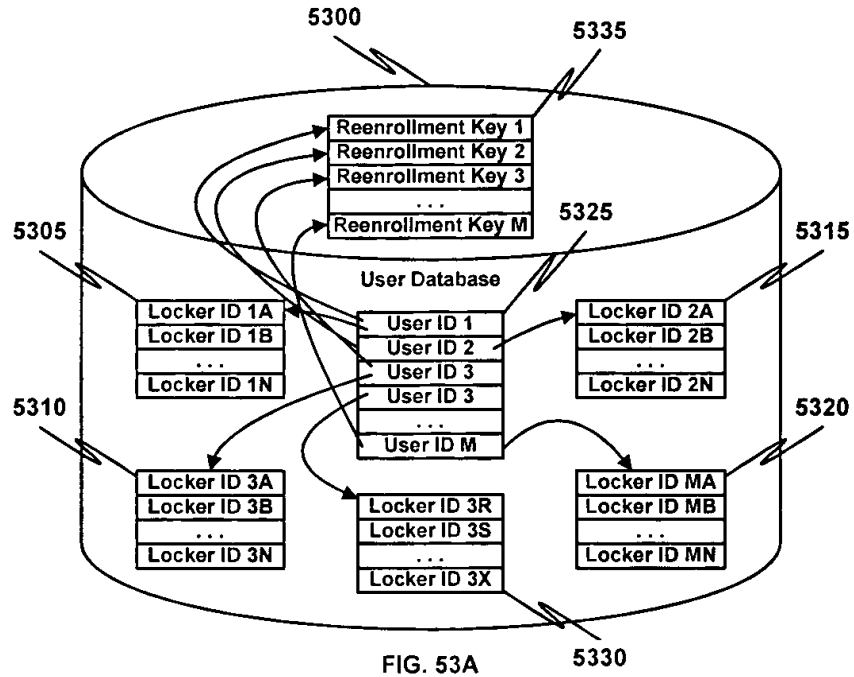 5300
5335
Reenrollment Key 1
Reenrollment Key 2
Reenrollment Key 3
. . .
Reenrollment Key M
5305
5325
5315
User Database
Locker ID 1A
Locker ID 1B
. . .
Locker ID 1N
User ID 1
User ID 2
User ID 3
User ID 3
. . .
User ID M
Locker ID 2A
Locker ID 2B
. . .
Locker ID 2N
5310
5320
Locker ID 3A
Locker ID 3B
. . .
Locker ID 3N
Locker ID 3R
Locker ID 3S
. . .
Locker ID 3X
Locker ID MA
Locker ID MB
. . .
Locker ID MN
5330
FIG. 53A